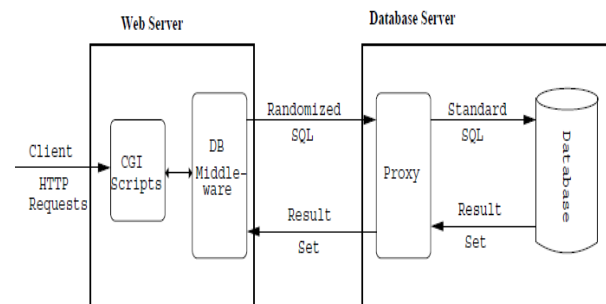 Web Server
Database Server
Client
HTTP
Requests
CGI
Scripts
DB
Middle-
ware
Randomized
SQL
Result
Set
Proxy
Standard
SQL
Result
Set
Database